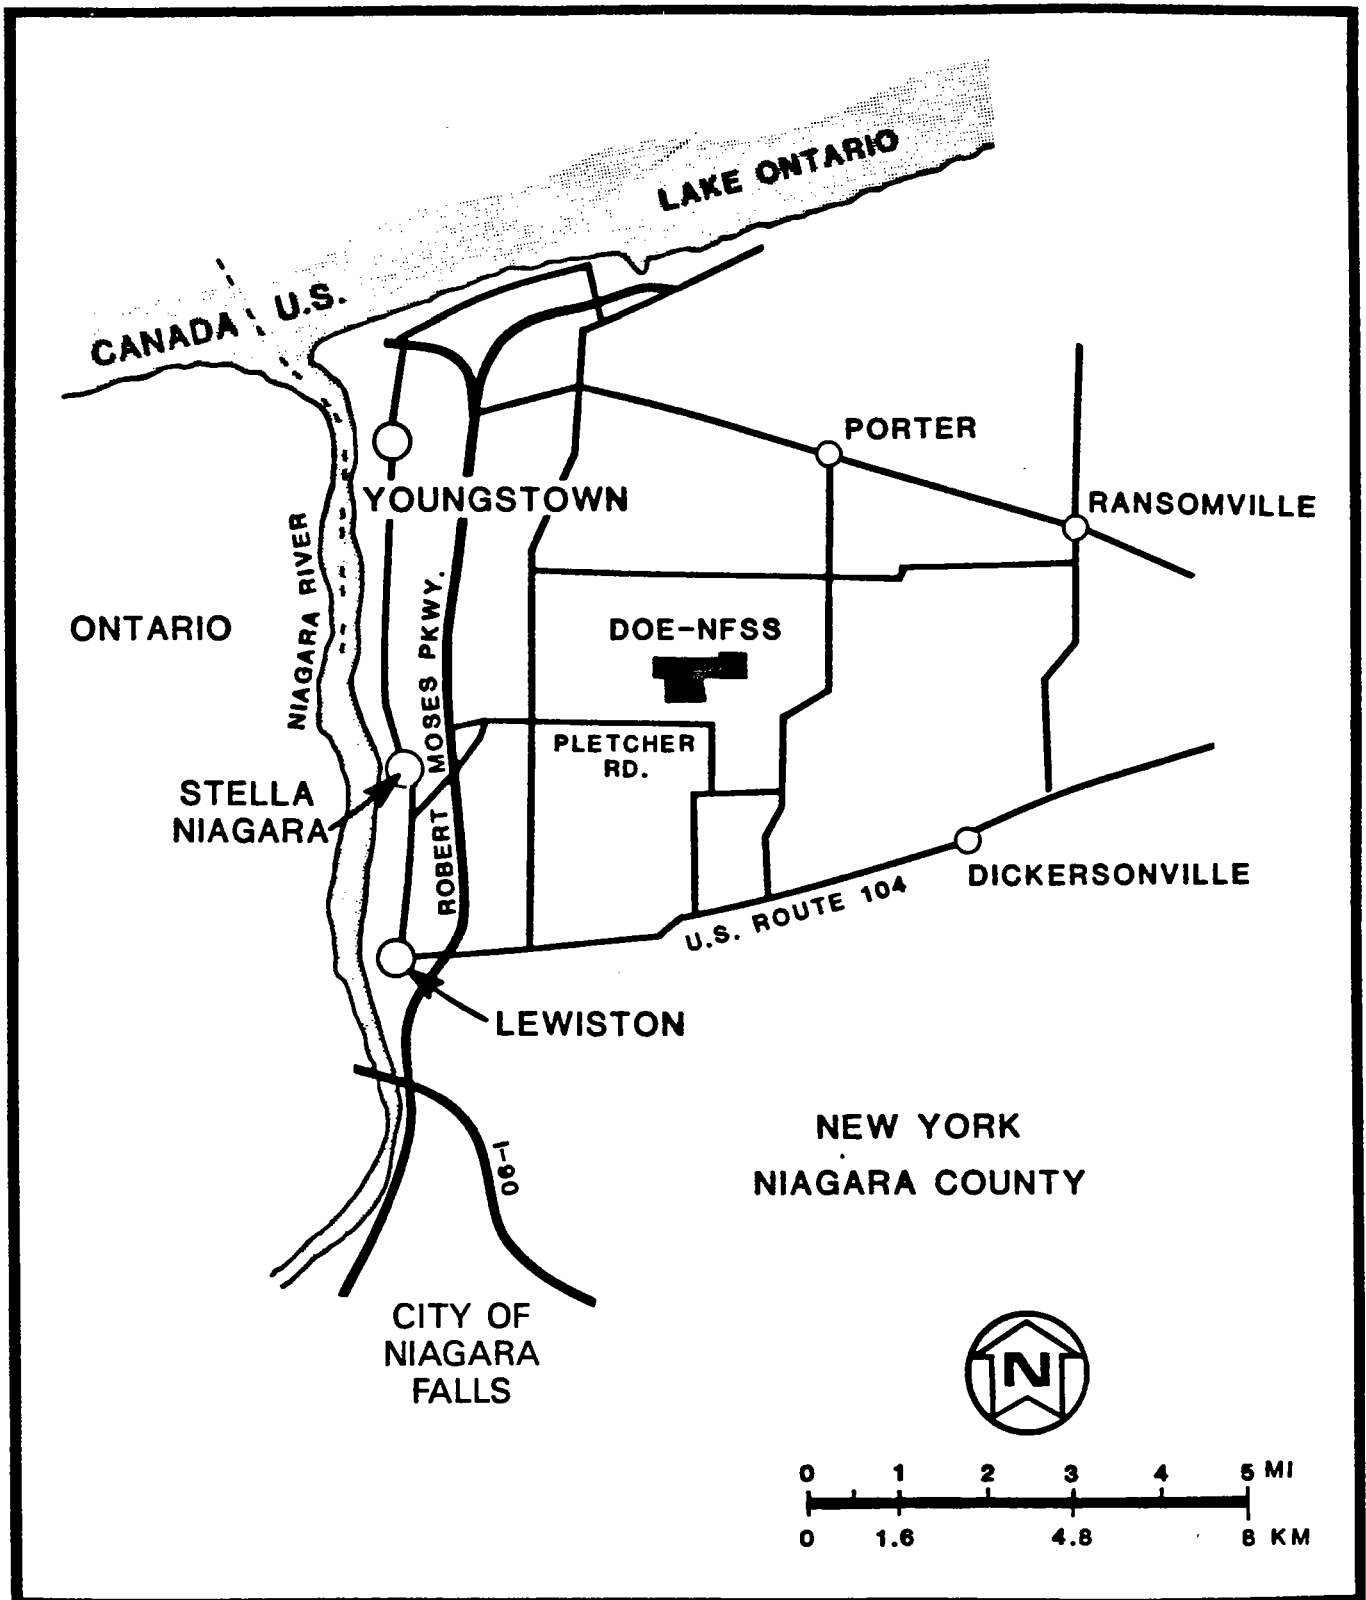 LAKE ONTARIO
CANADA
U.S.
PORTER
RANSOMVILLE
YOUNGSTOWN
NIAGARA RIVER
ONTARIO
DOE-NFSS
ROBERT MOSES PKWY.
PLETCHER
RD.
STELLA
NIAGARA
DICKERSONVILLE
U.S. ROUTE 104
LEWISTON
I-90
NEW YORK
NIAGARA COUNTY
CITY OF
NIAGARA
FALLS
N
0 1 2 3 4 5 MI
0 1.6 4.8 8 KM